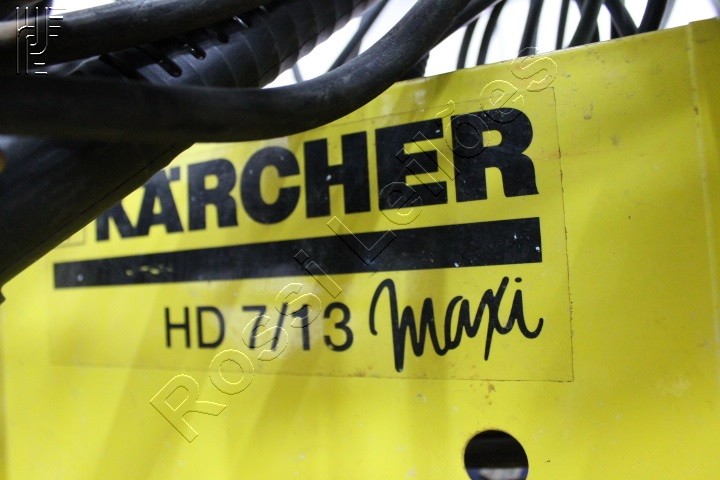 KÄRCHER
HD 7/13 Maxi
Rossi Leilões